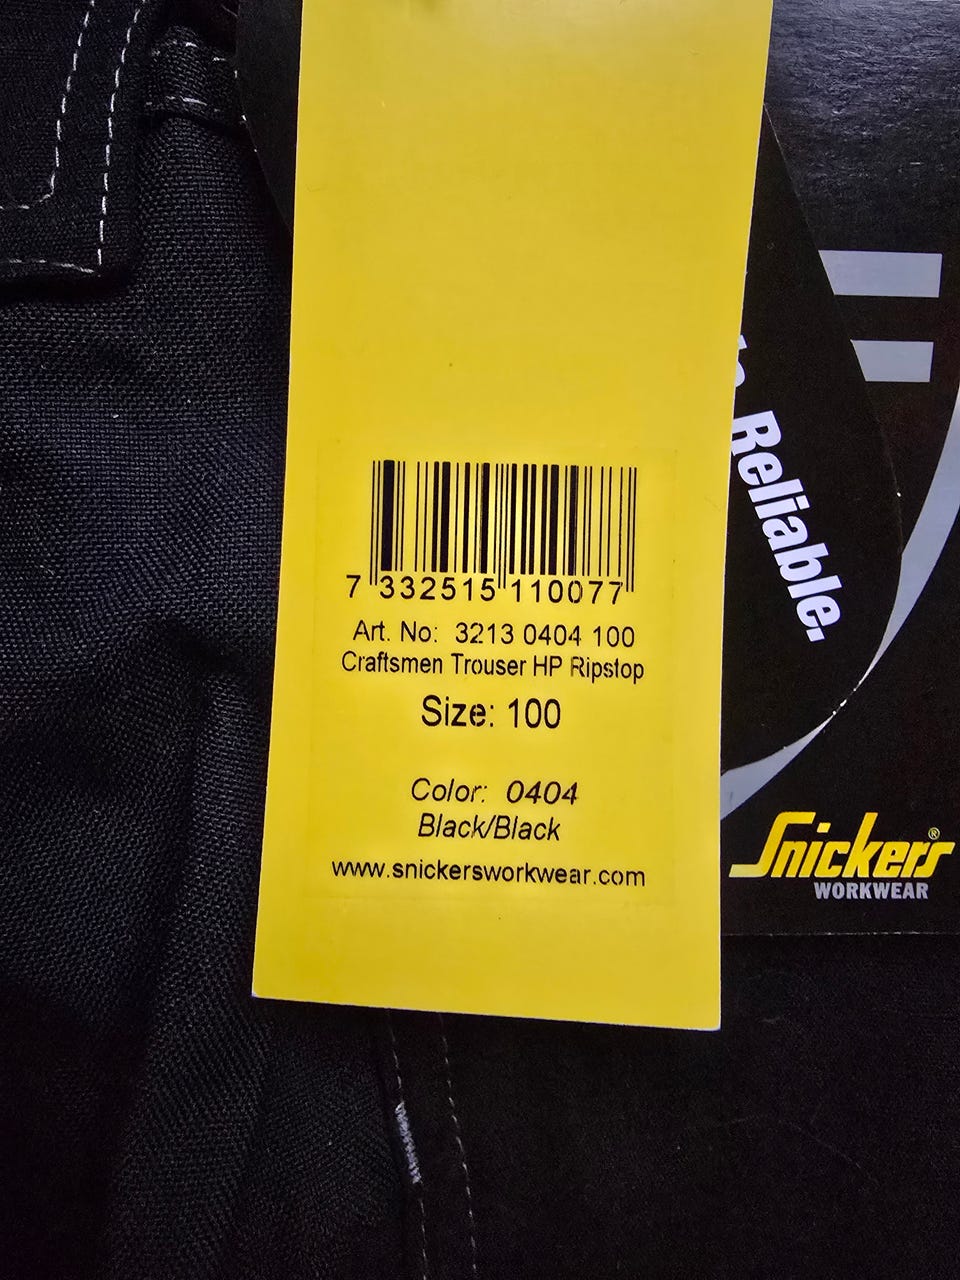 7 332515 110077
Art. No: 3213 0404 100
Craftsmen Trouser HP Ripstop
Size: 100
Color: 0404
Black/Black
www.snickersworkwear.com
Reliable.
Snickers®
WORKWEAR